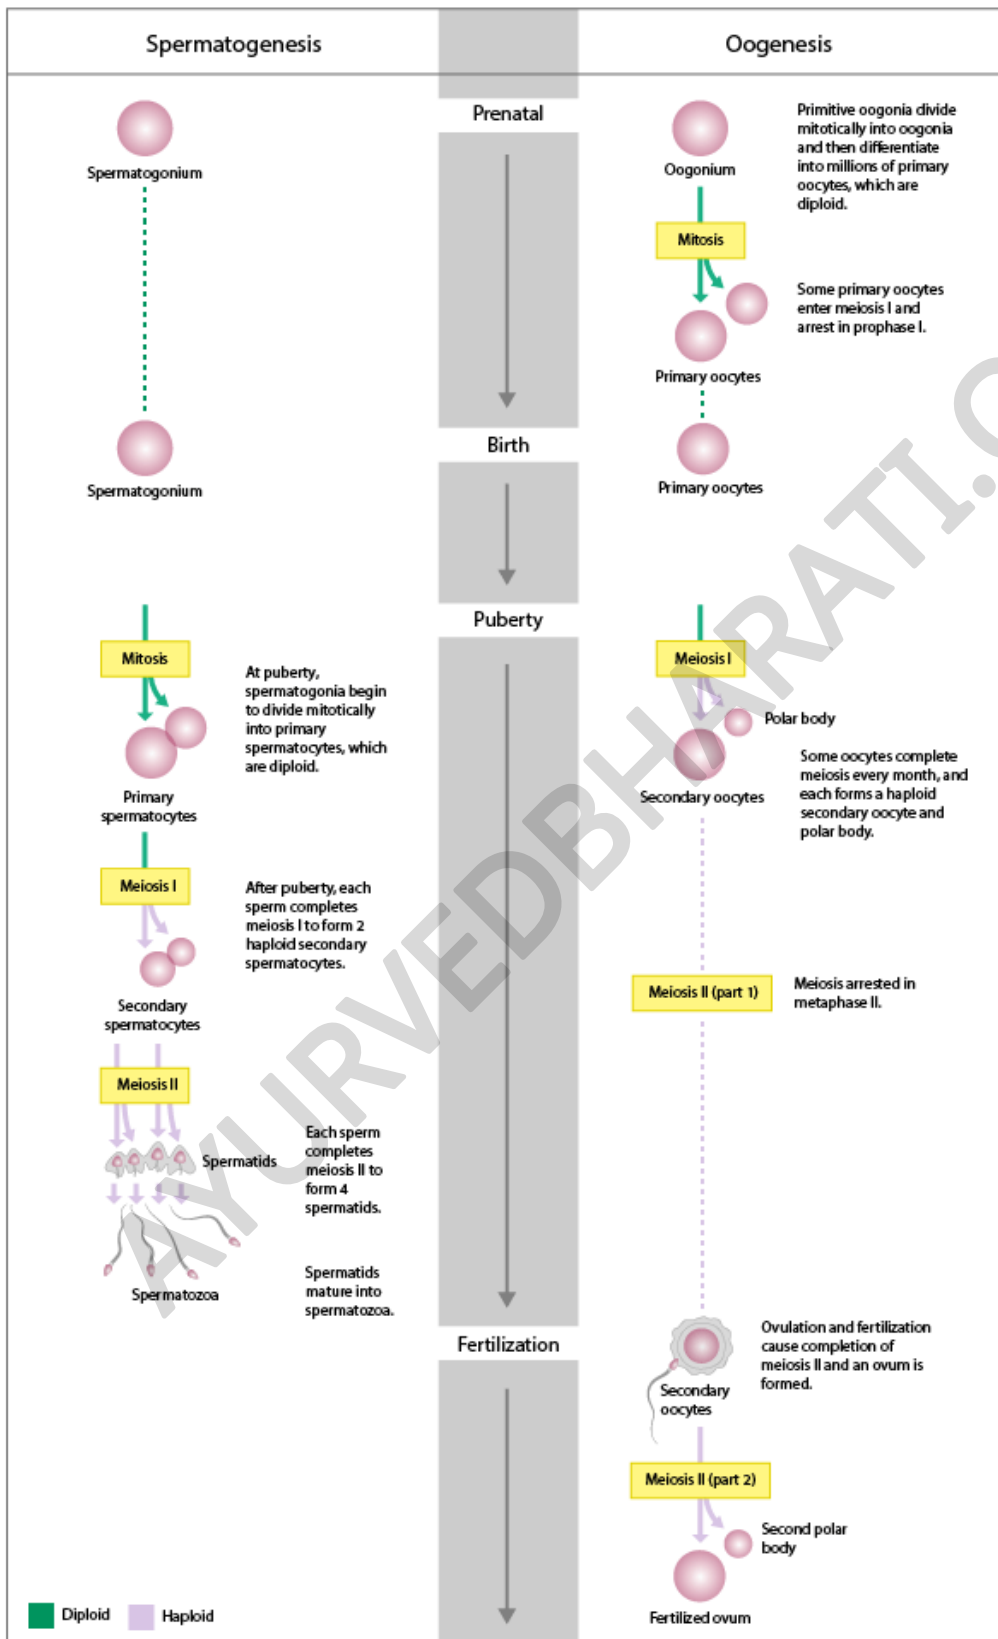 Spermatogenesis
Oogenesis
Prenatal
Spermatogonium
Oogonium
Primitive oogonia divide
mitotically into oogonia
and then differentiate
into millions of primary
oocytes, which are
diploid.
Mitosis
Some primary oocytes
enter meiosis I and
arrest in prophase I.
Primary oocytes
Birth
Spermatogonium
Primary oocytes
Puberty
Mitosis
At puberty,
spermatogonia begin
to divide mitotically
into primary
spermatocytes, which
are diploid.
Primary
spermatocytes
Meiosis I
Polar body
Secondary oocytes
Some oocytes complete
meiosis every month, and
each forms a haploid
secondary oocyte and
polar body.
Meiosis I
After puberty, each
sperm completes
meiosis I to form 2
haploid secondary
spermatocytes.
Secondary
spermatocytes
Meiosis II (part 1)
Meiosis arrested in
metaphase II.
Meiosis II
Spermatids
Each sperm
completes
meiosis II to
form 4
spermatids.
Spermatozoa
Spermatids
mature into
spermatozoa.
Fertilization
Ovulation and fertilization
cause completion of
meiosis II and an ovum is
formed.
Secondary
oocytes
Meiosis II (part 2)
Second polar
body
Fertilized ovum
Diploid
Haploid
AYURVEDBHARATI.C